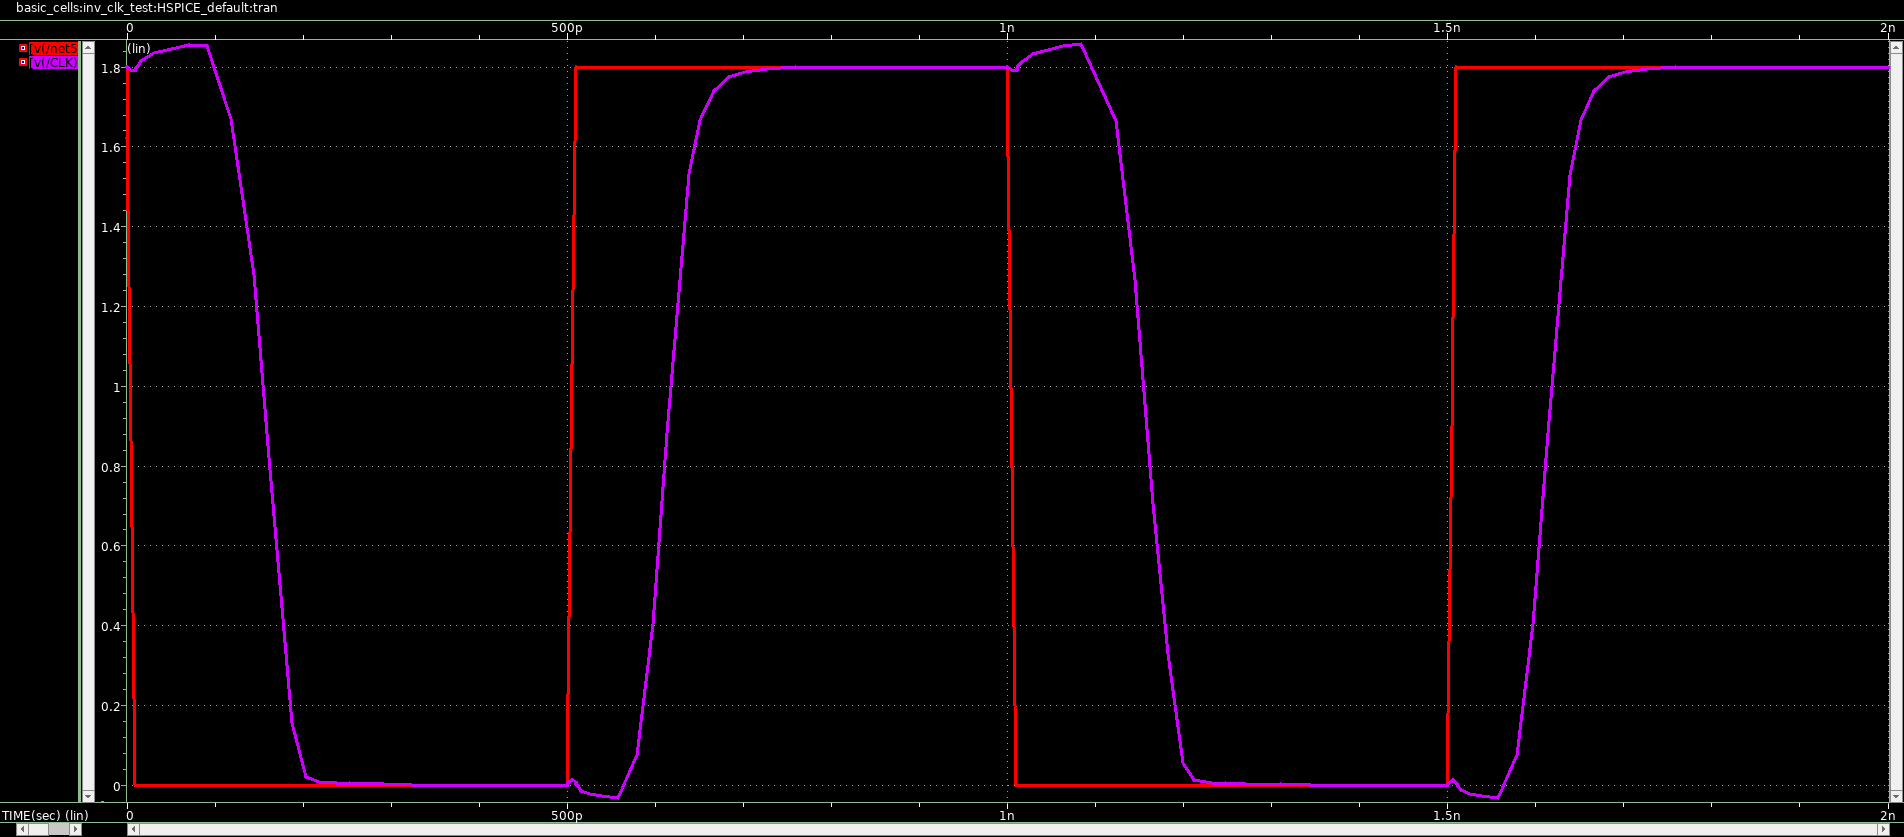 basic_cells:inv_clk_test:HSPICE_default:tran
0 500p 1n 1.5n 2n
v(/net5
v(/CLK)
(lin)
1.8
1.6
1.4
1.2
1
0.8
0.6
0.4
0.2
0
TIME(sec) (lin) 0 500p 1n 1.5n 2n